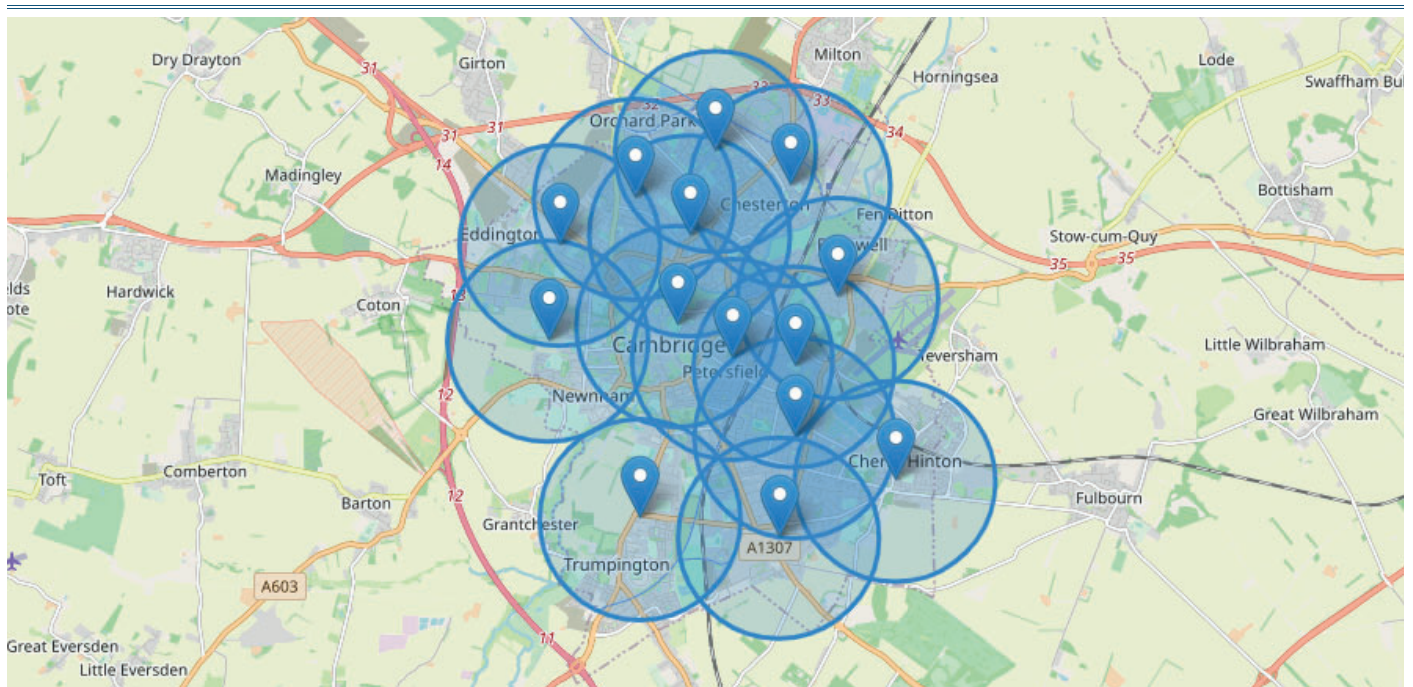 Dry Drayton
31
Girton
Milton
Horningsea
Lode
Swaffham Bul
33
32
33
Orchard Park
31
31
34
14
Madingley
Bottisham
Chesterton
Fen Ditton
Eddington
Stow-cum-Quy
35
35
13
Hardwick
Coton
elds
ote
Cambridge
Teversham
Little Wilbraham
Petersfield
12
Newnham
Great Wilbraham
Cherry Hinton
Comberton
Toft
Fulbourn
12
Barton
Grantchester
A1307
Trumpington
A603
11
Great Eversden
Little Eversden